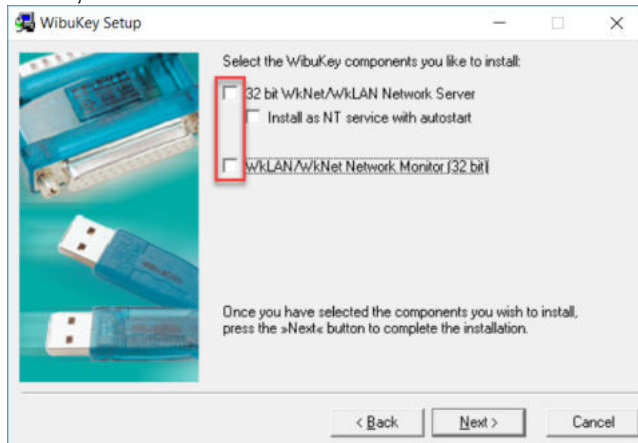 WibuKey Setup
Select the WibuKey components you like to install:
32 bit WkNet/WkLAN Network Server
Install as NT service with autostart
WkLAN/WkNet Network Monitor (32 bit)
Once you have selected the components you wish to install,
press the »Next« button to complete the installation.
< Back
Next >
Cancel